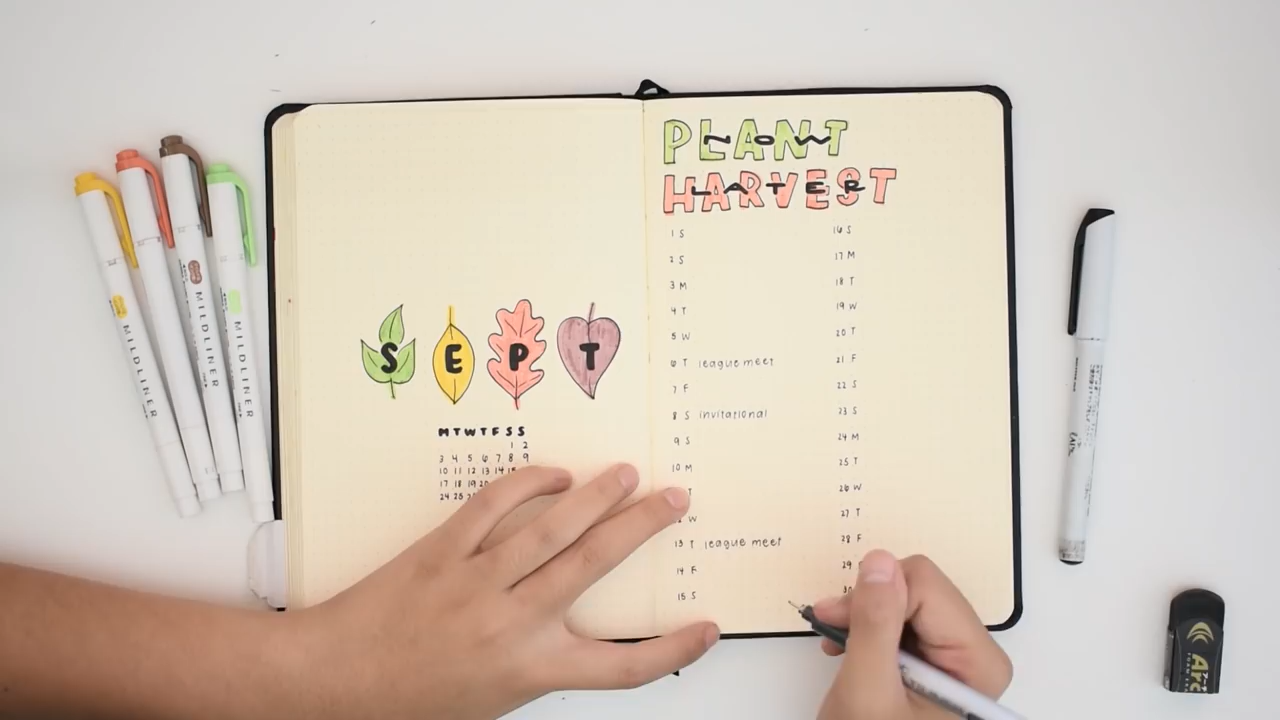 SEPT
M T W T F S S
1 2
3 4 5 6 7 8 9
10 11 12 13 14 15
17 18 19 20
24 25
PLANT
NOW
HARVEST
LATER
1 S
2 S
3 M
4 T
5 W
6 T league meet
7 F
8 S invitational
9 S
10 M
T
W
13 T league meet
14 F
15 S
16 S
17 M
18 T
19 W
20 T
21 F
22 S
23 S
24 M
25 T
26 W
27 T
28 F
29
30
MILDLINER
MILDLINER
MILDLINER
Arc